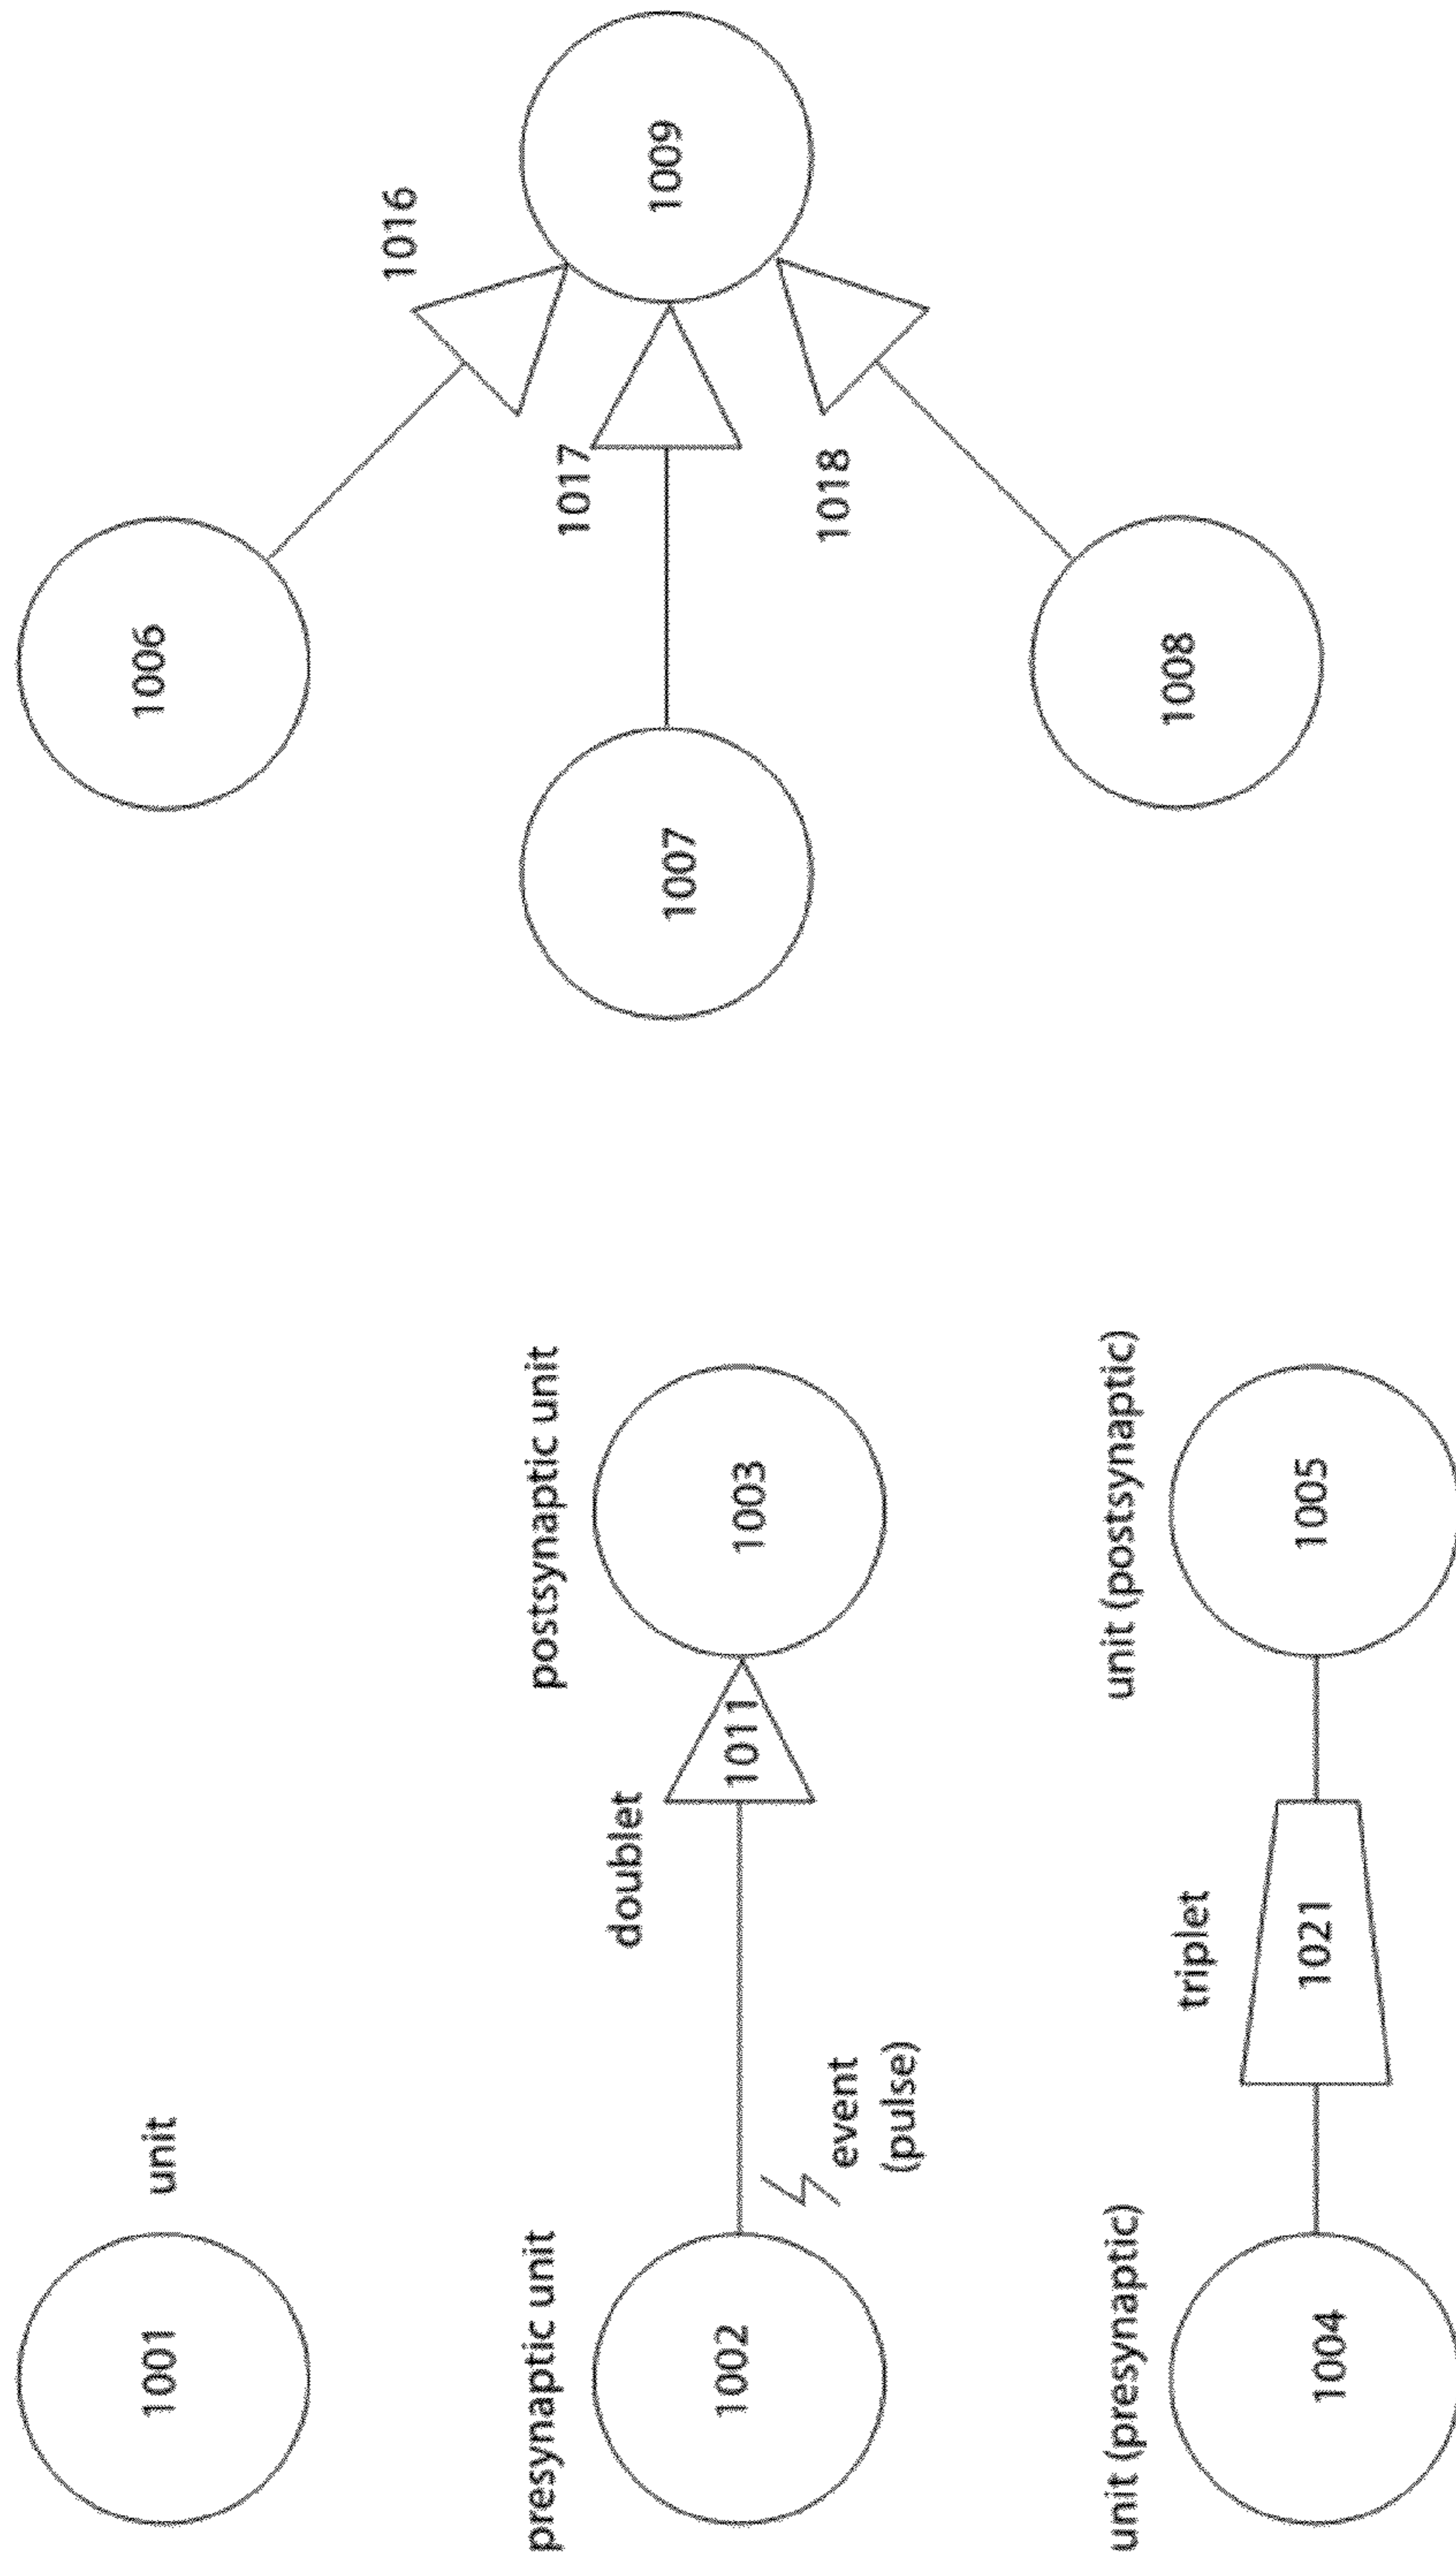 1001
unit
presynaptic unit
1002
event
(pulse)
doublet
1011
postsynaptic unit
1003
unit (presynaptic)
1004
triplet
1021
unit (postsynaptic)
1005
1006
1016
1007
1017
1009
1018
1008